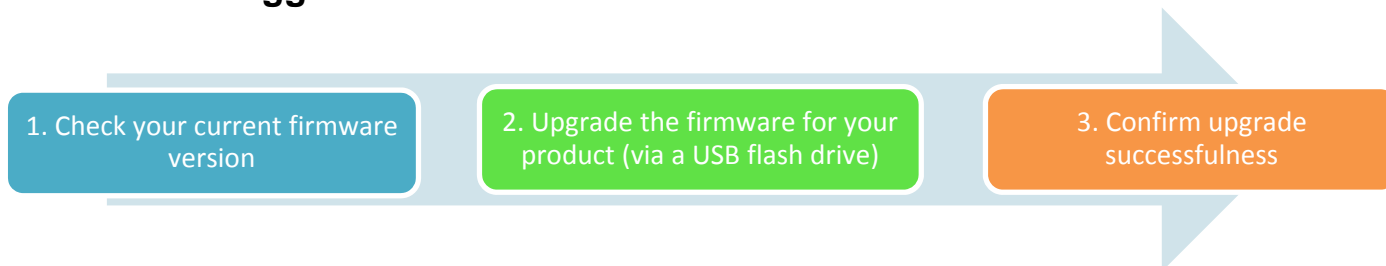 1. Check your current firmware
version
2. Upgrade the firmware for your
product (via a USB flash drive)
3. Confirm upgrade
successfulness